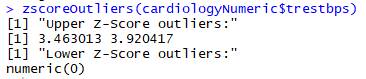 > zscoreOutliers(cardiologyNumeric$trestbps)
[1] "Upper Z-Score outliers:"
[1] 3.463013 3.920417
[1] "Lower Z-Score outliers:"
numeric(0)